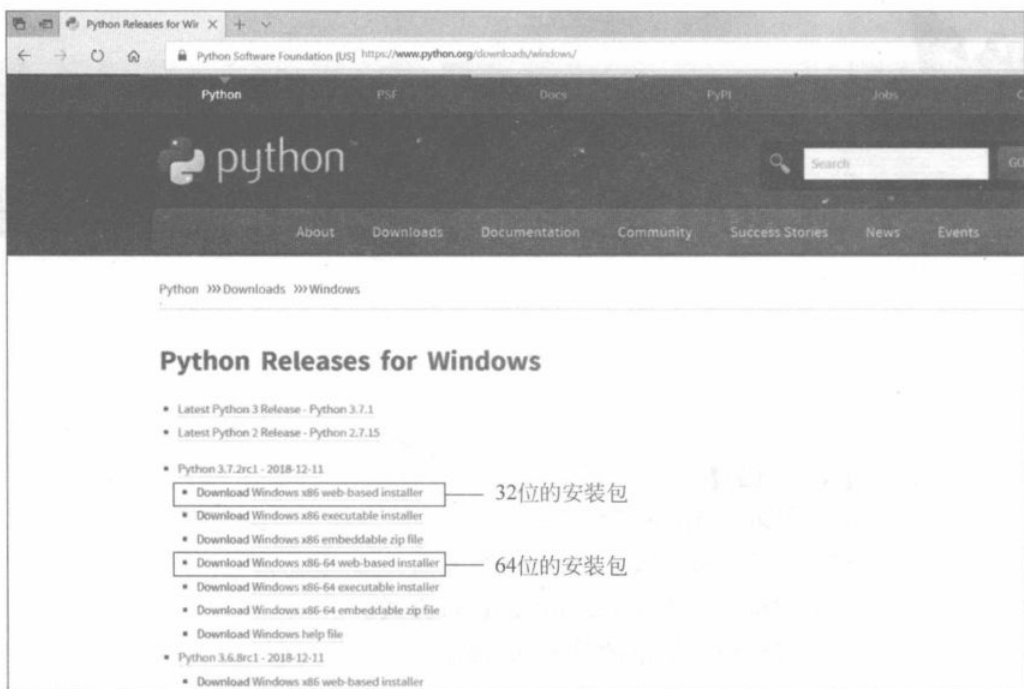 Python Releases for Wir
Python Software Foundation [US] https://www.python.org/downloads/windows/
Python PSF Docs PyPI Jobs
python
Search GO
About Downloads Documentation Community Success Stories News Events
Python >>> Downloads >>> Windows
Python Releases for Windows
Latest Python 3 Release - Python 3.7.1
Latest Python 2 Release - Python 2.7.15
Python 3.7.2rc1 - 2018-12-11
Download Windows x86 web-based installer 32位的安装包
Download Windows x86 executable installer
Download Windows x86 embeddable zip file
Download Windows x86-64 web-based installer 64位的安装包
Download Windows x86-64 executable installer
Download Windows x86-64 embeddable zip file
Download Windows help file
Python 3.6.8rc1 - 2018-12-11
Download Windows x86 web-based installer